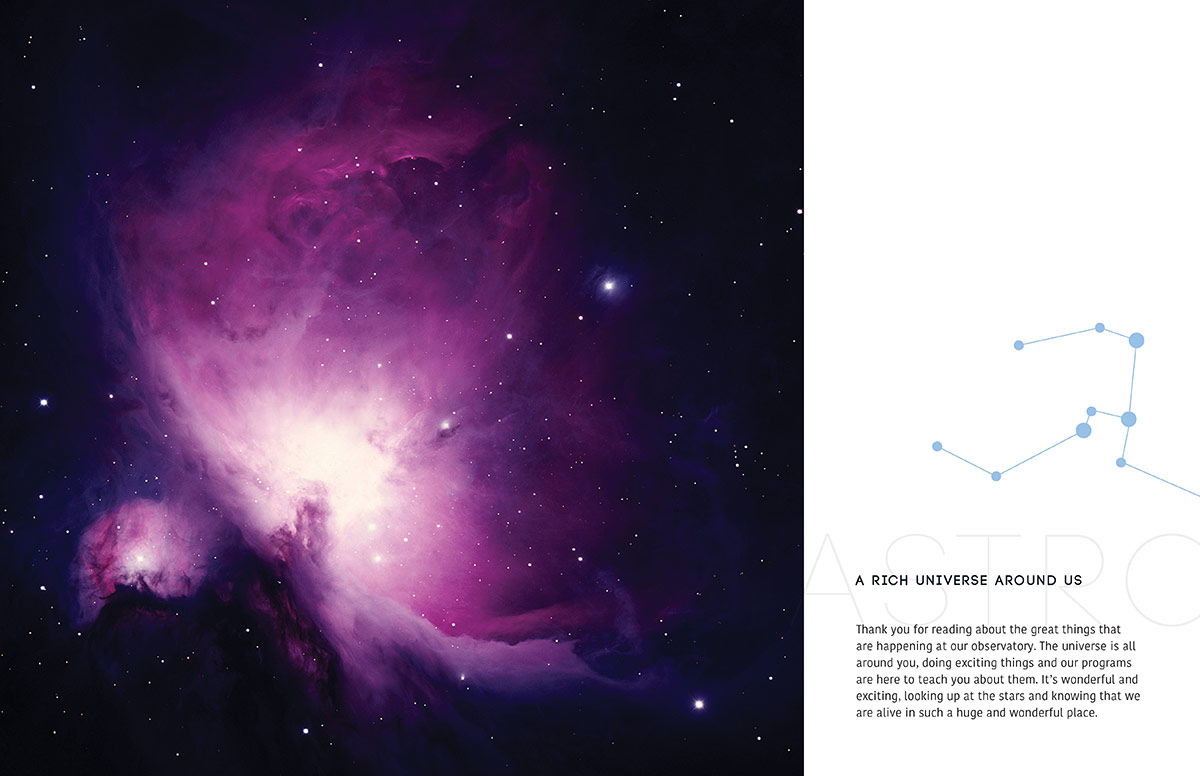 ASTRO
A RICH UNIVERSE AROUND US
Thank you for reading about the great things that
are happening at our observatory. The universe is all
around you, doing exciting things and our programs
are here to teach you about them. It’s wonderful and
exciting, looking up at the stars and knowing that we
are alive in such a huge and wonderful place.